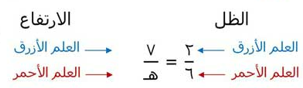 الظل الارتفاع
العلم الأزرق ٢/٦ = ٧/هـ العلم الأزرق
العلم الأحمر العلم الأحمر